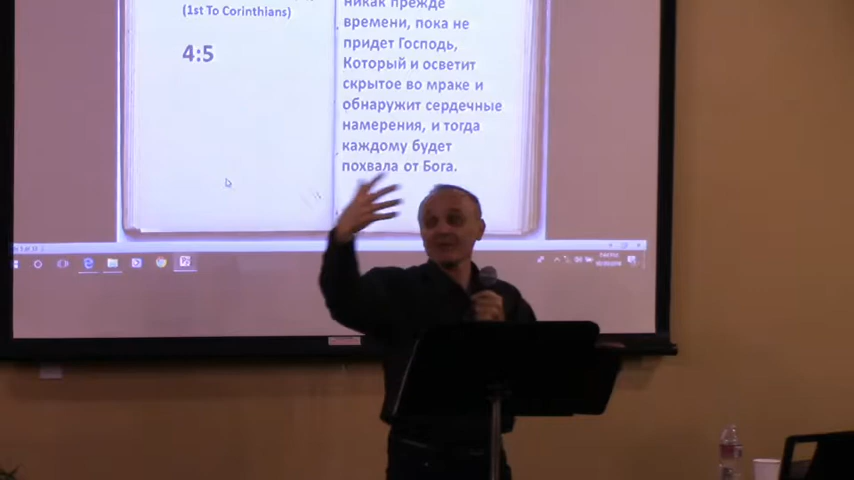 (1st To Corinthians)
4:5
никак прежде
времени, пока не
придет Господь,
Который и осветит
скрытое во мраке и
обнаружит сердечные
намерения, и тогда
каждому будет
похвала от Бога.